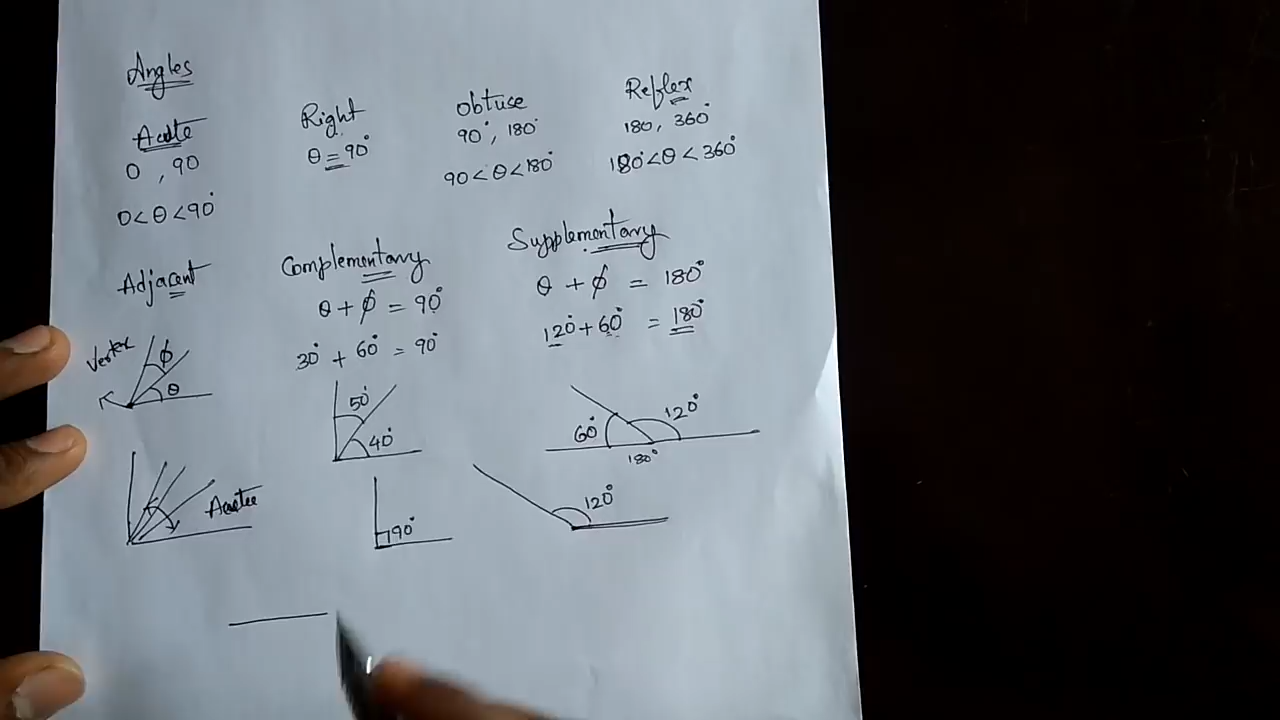 Angles
Acute
0 , 90
0 < θ < 90°
Right
θ = 90°
Obtuse
90°, 180°
90 < θ < 180°
Reflex
180, 360°
180° < θ < 360°
Adjacent
Vertex
ϕ
θ
Complementary
θ + ϕ = 90°
30° + 60° = 90°
50°
40°
Supplementary
θ + ϕ = 180°
120° + 60° = 180°
60°
120°
180°
Acute
90°
120°